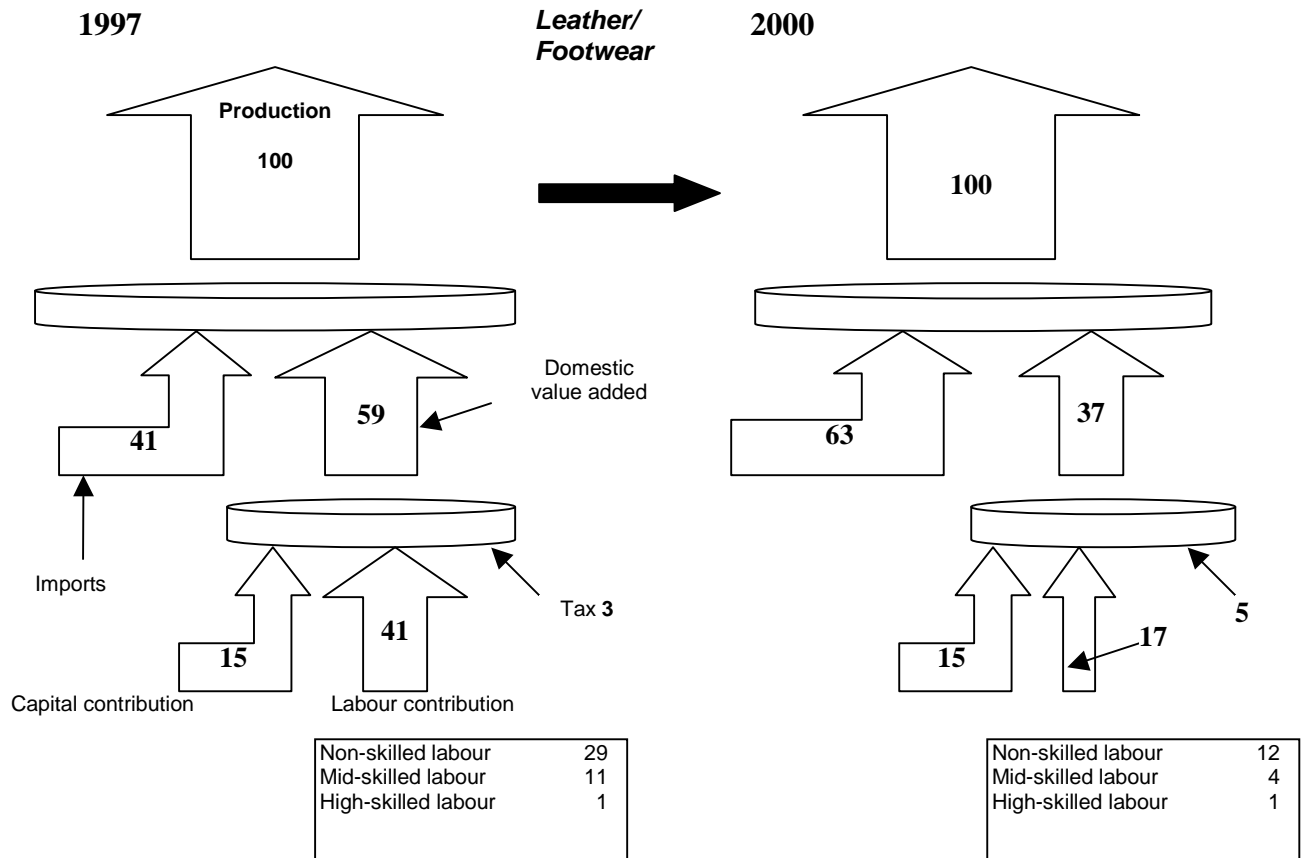 1997
Leather/
Footwear
2000
Production
100
100
Domestic
value added
59
41
37
63
Imports
Tax 3
5
41
15
17
15
Capital contribution
Labour contribution
Non-skilled labour 29
Mid-skilled labour 11
High-skilled labour 1
Non-skilled labour 12
Mid-skilled labour 4
High-skilled labour 1